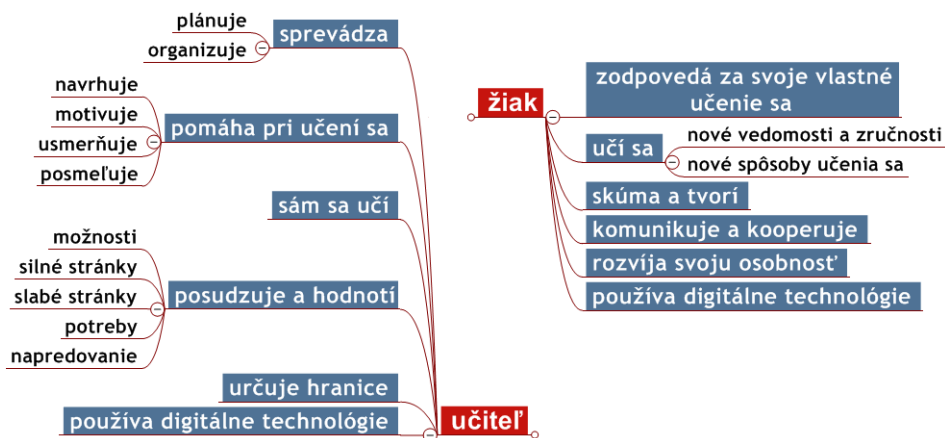 plánuje
organizuje
sprevádza
navrhuje
motivuje
usmerňuje
posmeľuje
pomáha pri učení sa
sám sa učí
možnosti
silné stránky
slabé stránky
potreby
napredovanie
posudzuje a hodnotí
určuje hranice
používa digitálne technológie
učiteľ
žiak
zodpovedá za svoje vlastné
učenie sa
učí sa
nové vedomosti a zručnosti
nové spôsoby učenia sa
skúma a tvorí
komunikuje a kooperuje
rozvíja svoju osobnosť
používa digitálne technológie